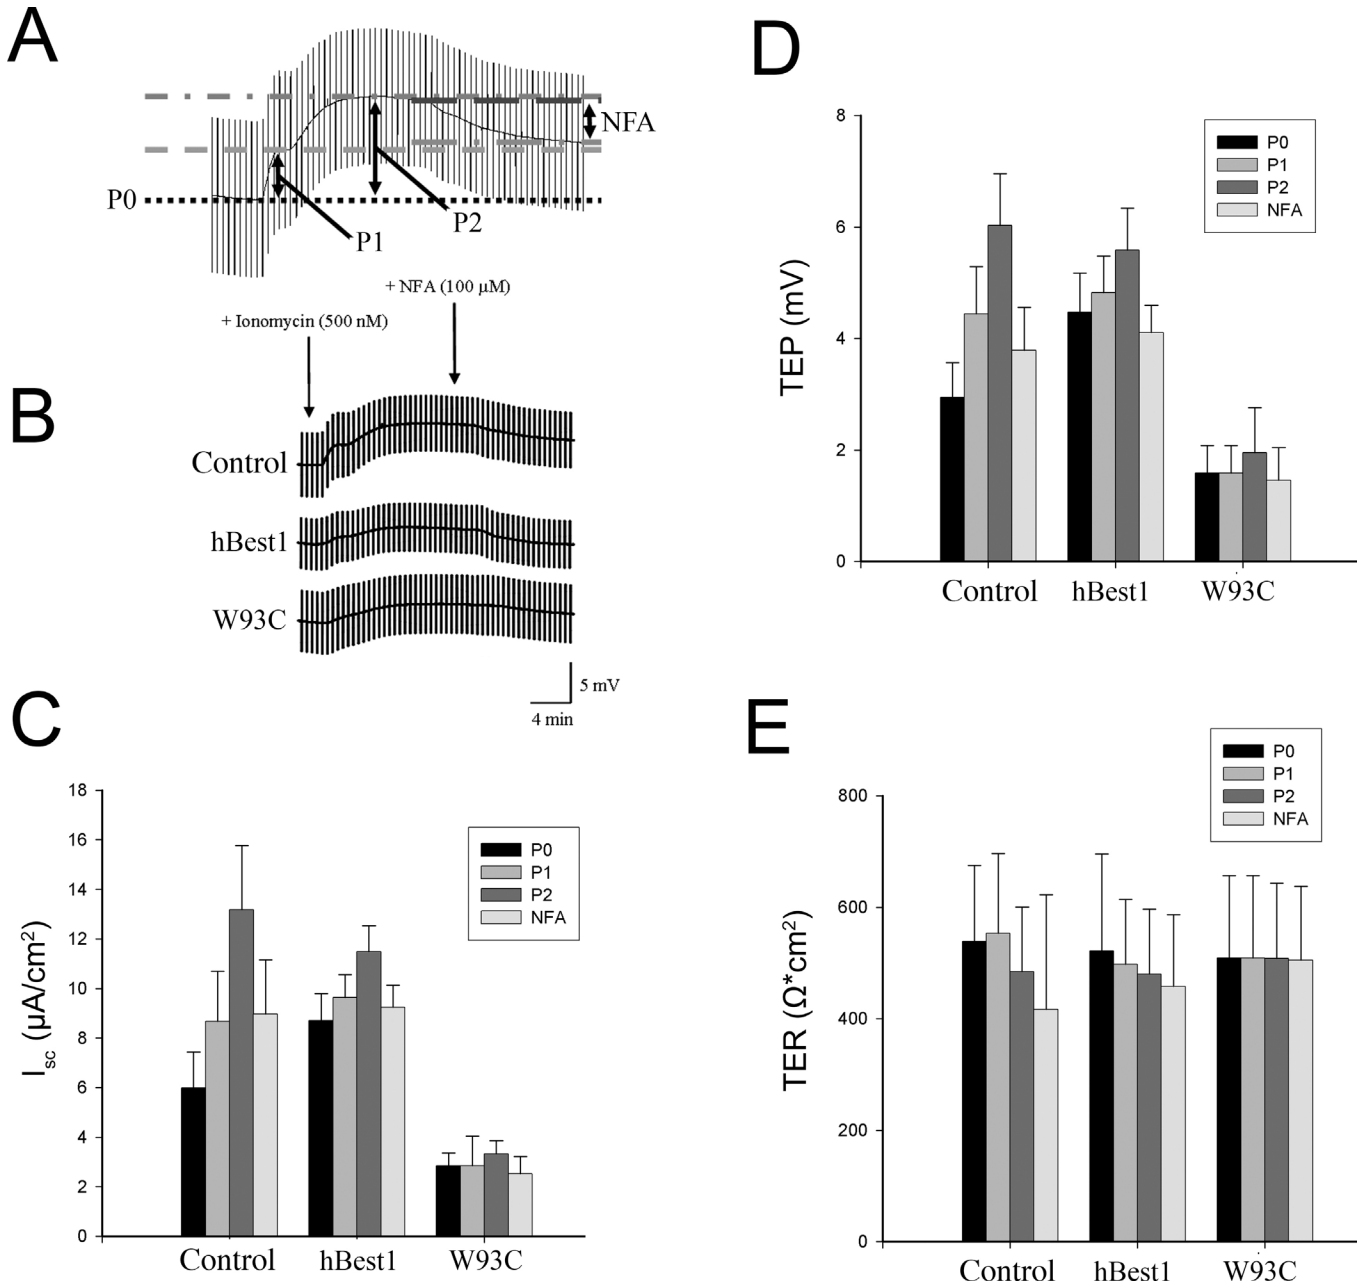 A
P0
P1
P2
NFA
B
+ Ionomycin (500 nM)
+ NFA (100 µM)
Control
hBest1
W93C
5 mV
4 min
C
18
16
14
12
10
8
6
4
2
0
Isc (µA/cm2)
P0
P1
P2
NFA
Control
hBest1
W93C
D
8
6
4
2
0
TEP (mV)
P0
P1
P2
NFA
Control
hBest1
W93C
E
800
600
400
200
0
TER (Ω*cm2)
P0
P1
P2
NFA
Control
hBest1
W93C